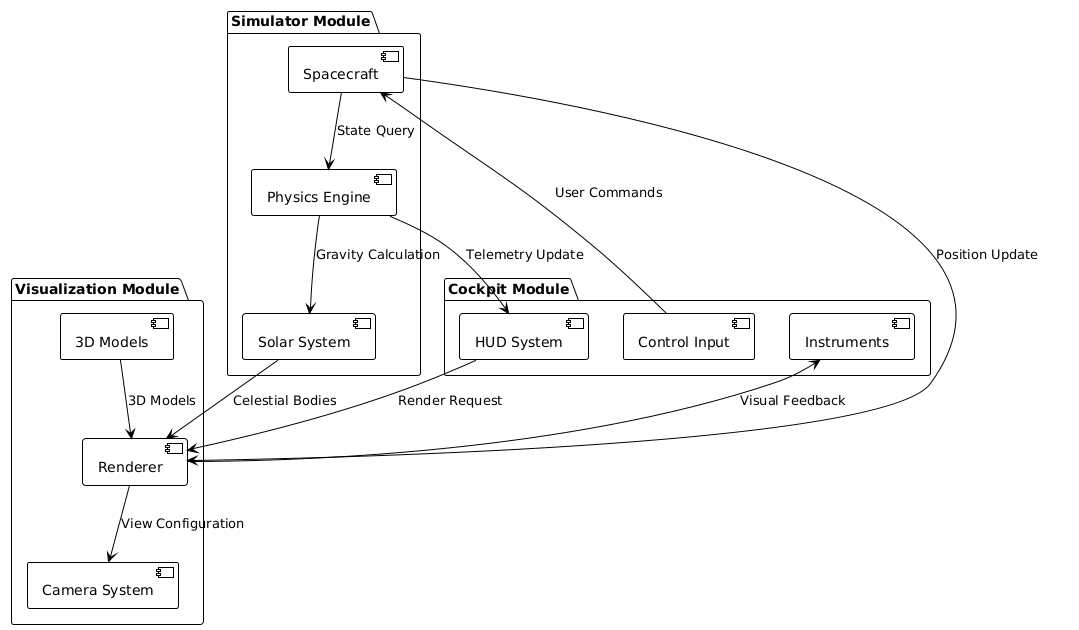 Simulator Module
Spacecraft
State Query
Physics Engine
User Commands
Gravity Calculation
Telemetry Update
Position Update
Visualization Module
Cockpit Module
3D Models
Solar System
HUD System
Control Input
Instruments
3D Models
Celestial Bodies
Render Request
Visual Feedback
Renderer
View Configuration
Camera System